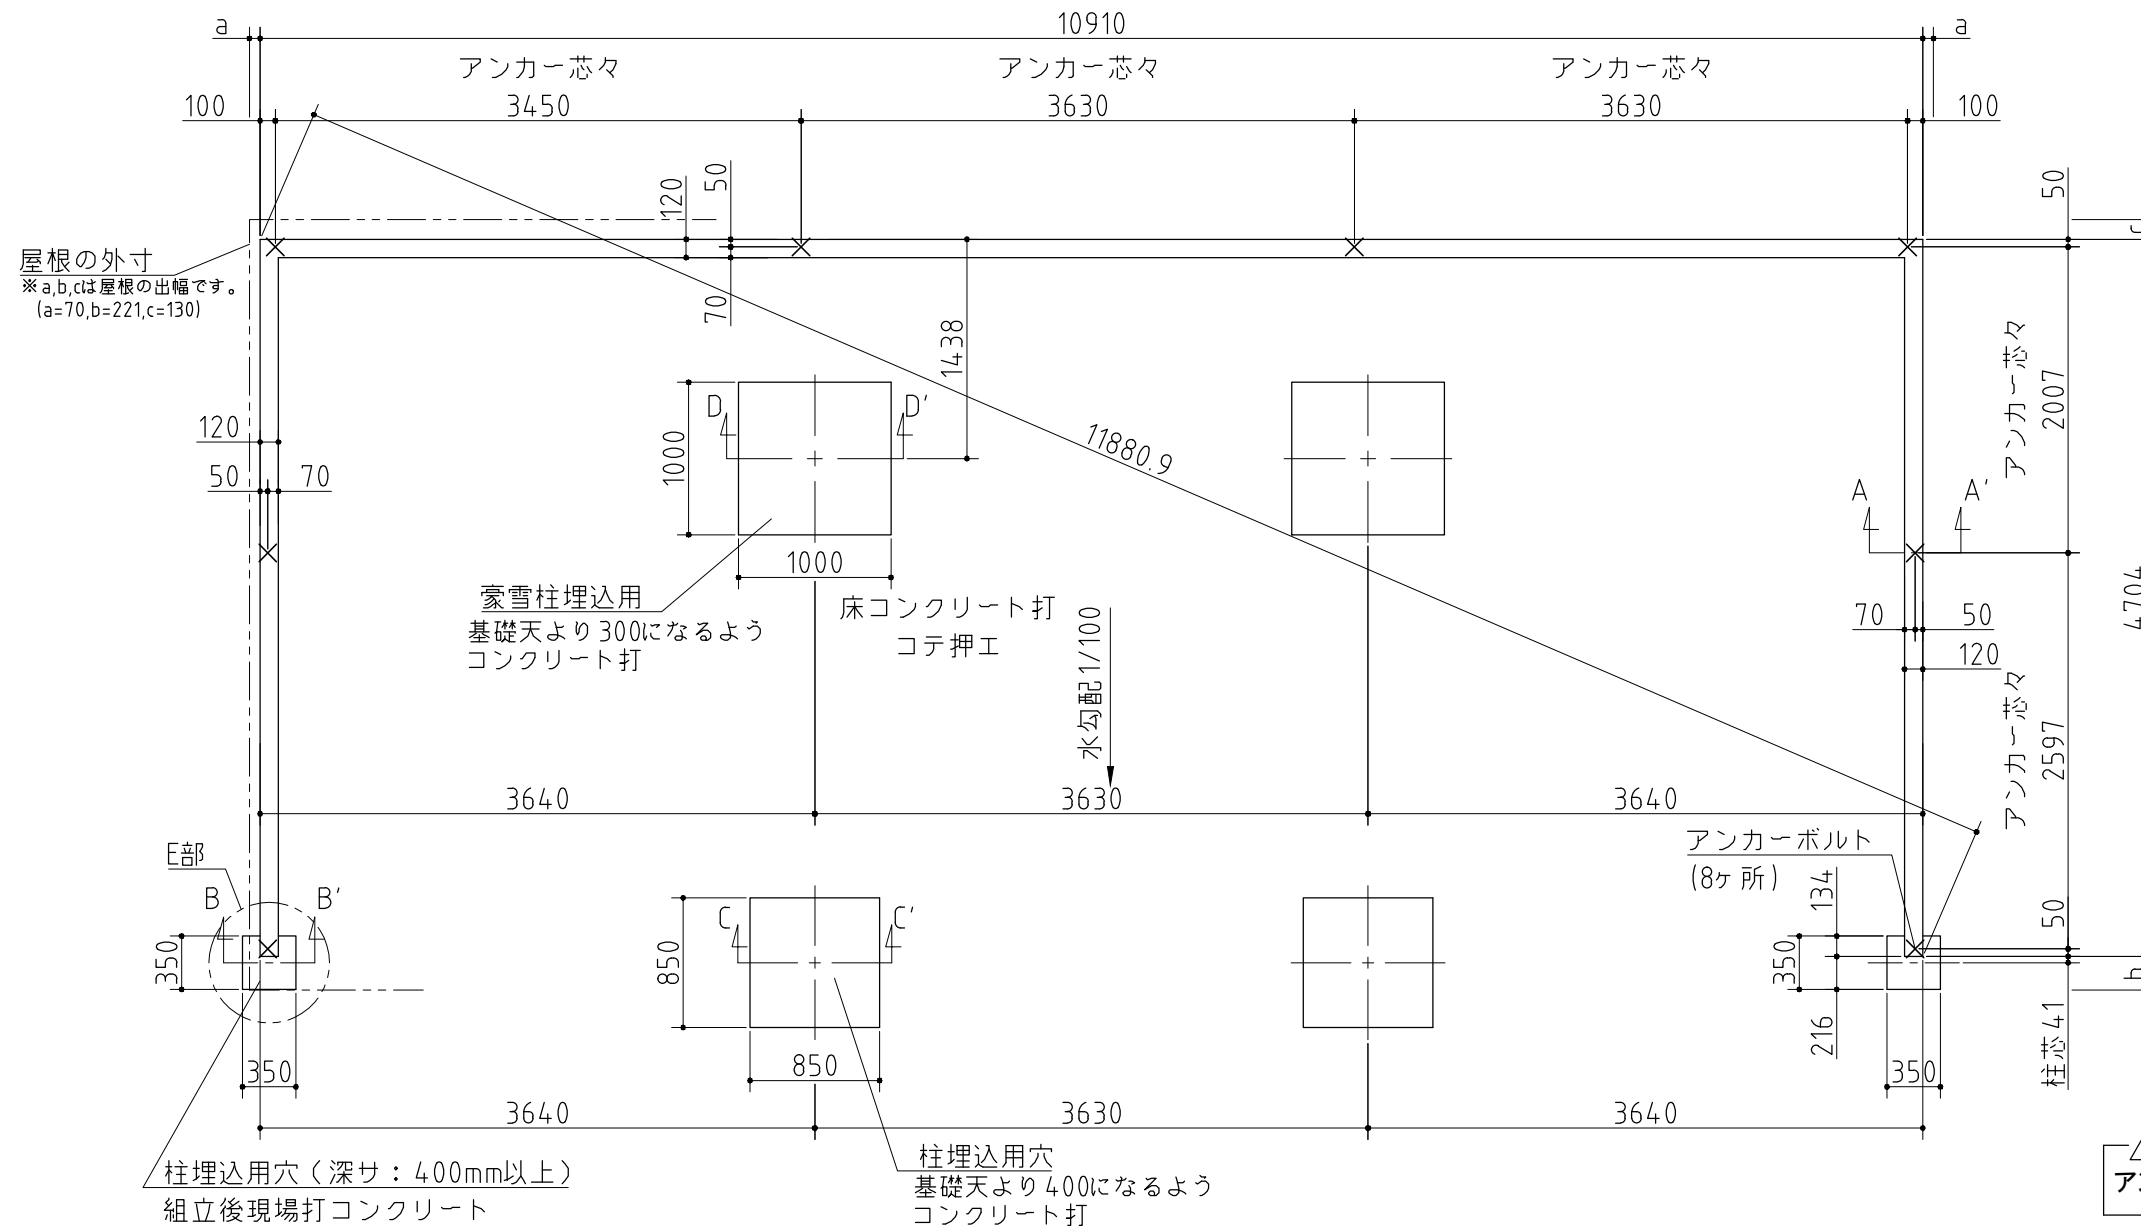 a
10910
a
アンカー芯々
アンカー芯々
アンカー芯々
100
3450
3630
3630
100
120
50
50
屋根の外寸
※a,b,cは屋根の出幅です。
(a=70,b=221,c=130)
70
1438
アンカー芯々
2007
120
D
D'
1000
11880.9
50
70
A
A'
1000
豪雪柱埋込用
基礎天より300になるよう
コンクリート打
床コンクリート打
コテ押エ
水勾配1/100
4704
70
50
120
アンカー芯々
2597
3640
3630
3640
E部
アンカーボルト
(8ヶ所)
B
B'
C
C'
134
50
350
850
350
216
柱芯41
350
850
350
3640
3630
3640
柱埋込用穴(深サ:400mm以上)
組立後現場打コンクリート
柱埋込用穴
基礎天より400になるよう
コンクリート打